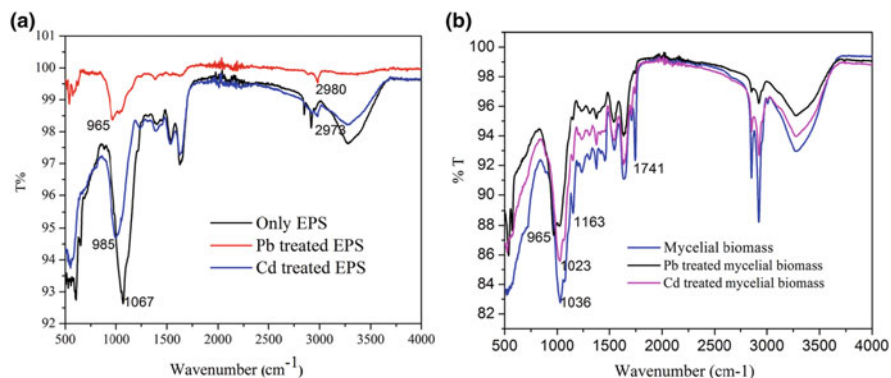 (a)
T%
101
100
99
98
97
96
95
94
93
92
2980
965
2973
985
1067
Only EPS
Pb treated EPS
Cd treated EPS
500 1000 1500 2000 2500 3000 3500 4000
Wavenumber (cm-1)
(b)
% T
100
98
96
94
92
90
88
86
84
82
1741
965
1163
1023
1036
Mycelial biomass
Pb treated mycelial biomass
Cd treated mycelial biomass
500 1000 1500 2000 2500 3000 3500 4000
Wavenumber (cm-1)